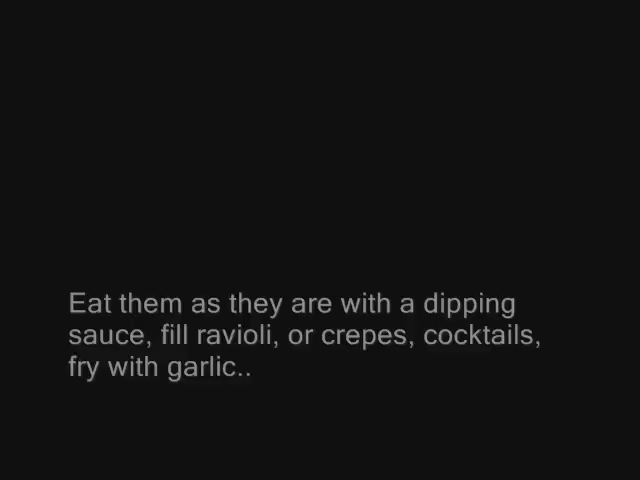 Eat them as they are with a dipping
sauce, fill ravioli, or crepes, cocktails,
fry with garlic..